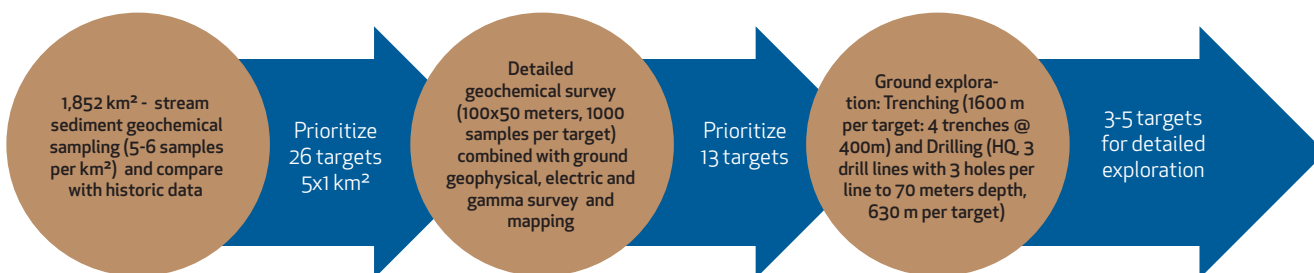 1,852 km² - stream
sediment geochemical
sampling (5-6 samples
per km²) and compare
with historic data
Prioritize
26 targets
5x1 km²
Detailed
geochemical survey
(100x50 meters, 1000
samples per target)
combined with ground
geophysical, electric and
gamma survey and
mapping
Prioritize
13 targets
Ground explora-
tion: Trenching (1600 m
per target: 4 trenches @
400m) and Drilling (HQ, 3
drill lines with 3 holes per
line to 70 meters depth,
630 m per target)
3-5 targets
for detailed
exploration